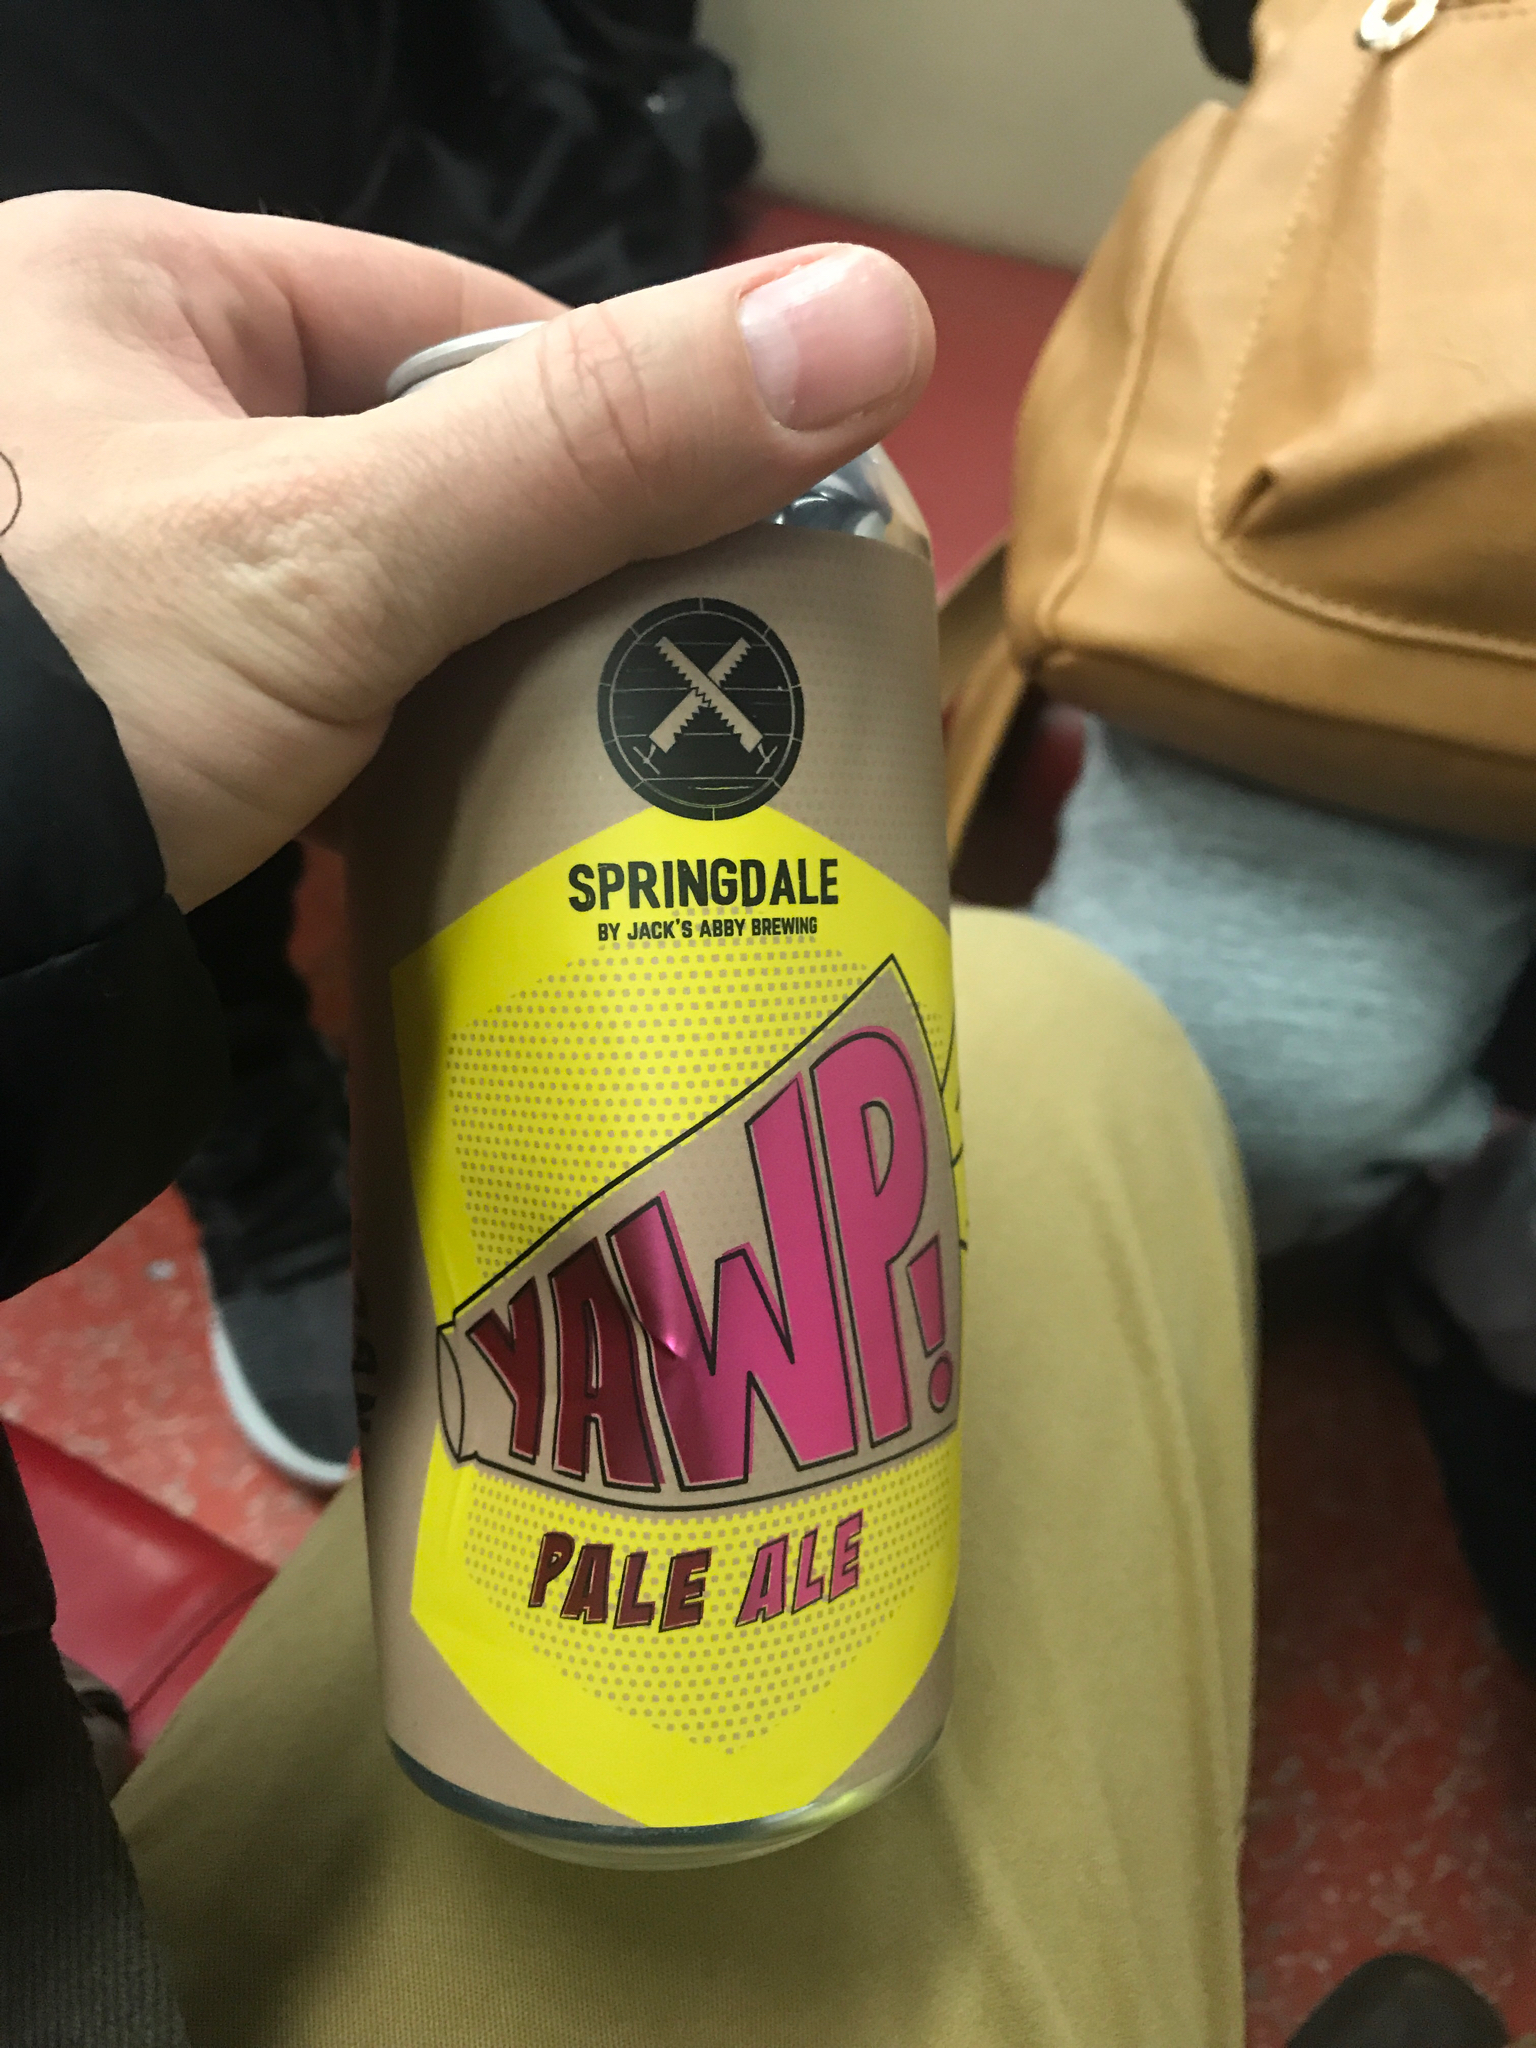 SPRINGDALE
BY JACK'S ABBY BREWING
YAWP!
PALE ALE